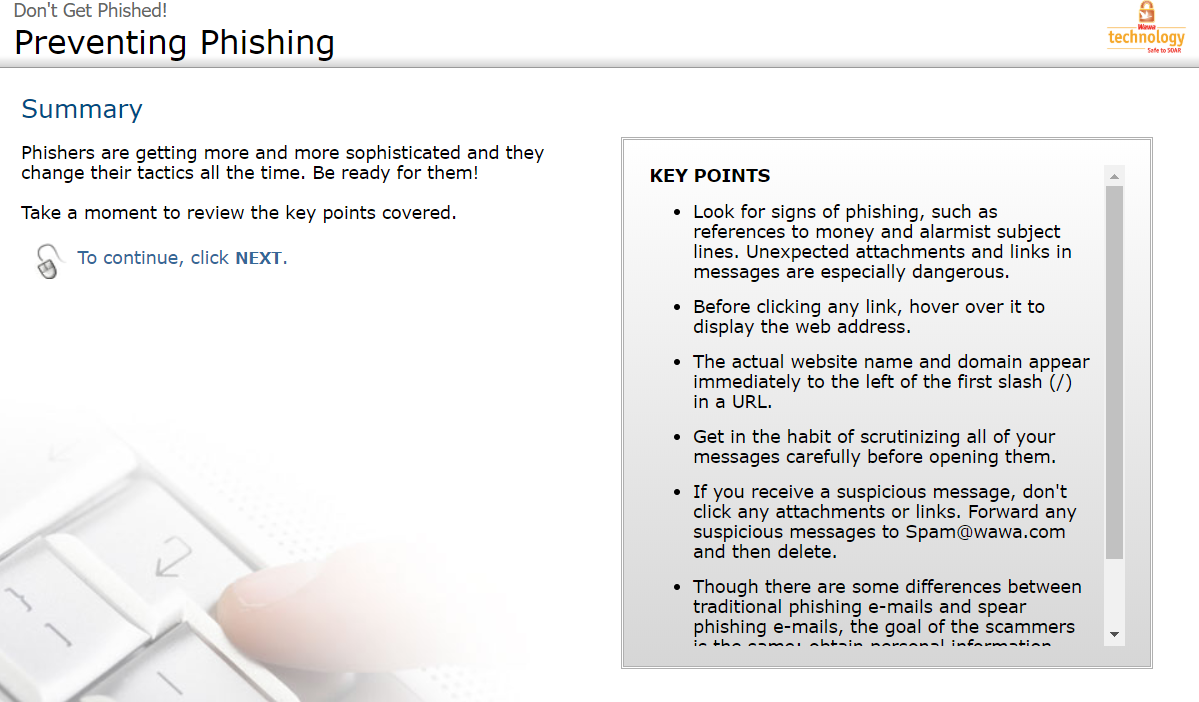 Don't Get Phished!
Preventing Phishing
Wawa
technology
Safe to SOAR
Summary
Phishers are getting more and more sophisticated and they
change their tactics all the time. Be ready for them!
Take a moment to review the key points covered.
To continue, click NEXT.
KEY POINTS
• Look for signs of phishing, such as
references to money and alarmist subject
lines. Unexpected attachments and links in
messages are especially dangerous.
• Before clicking any link, hover over it to
display the web address.
• The actual website name and domain appear
immediately to the left of the first slash (/)
in a URL.
• Get in the habit of scrutinizing all of your
messages carefully before opening them.
• If you receive a suspicious message, don't
click any attachments or links. Forward any
suspicious messages to Spam@wawa.com
and then delete.
• Though there are some differences between
traditional phishing e-mails and spear
phishing e-mails, the goal of the scammers
is the same: obtain personal information